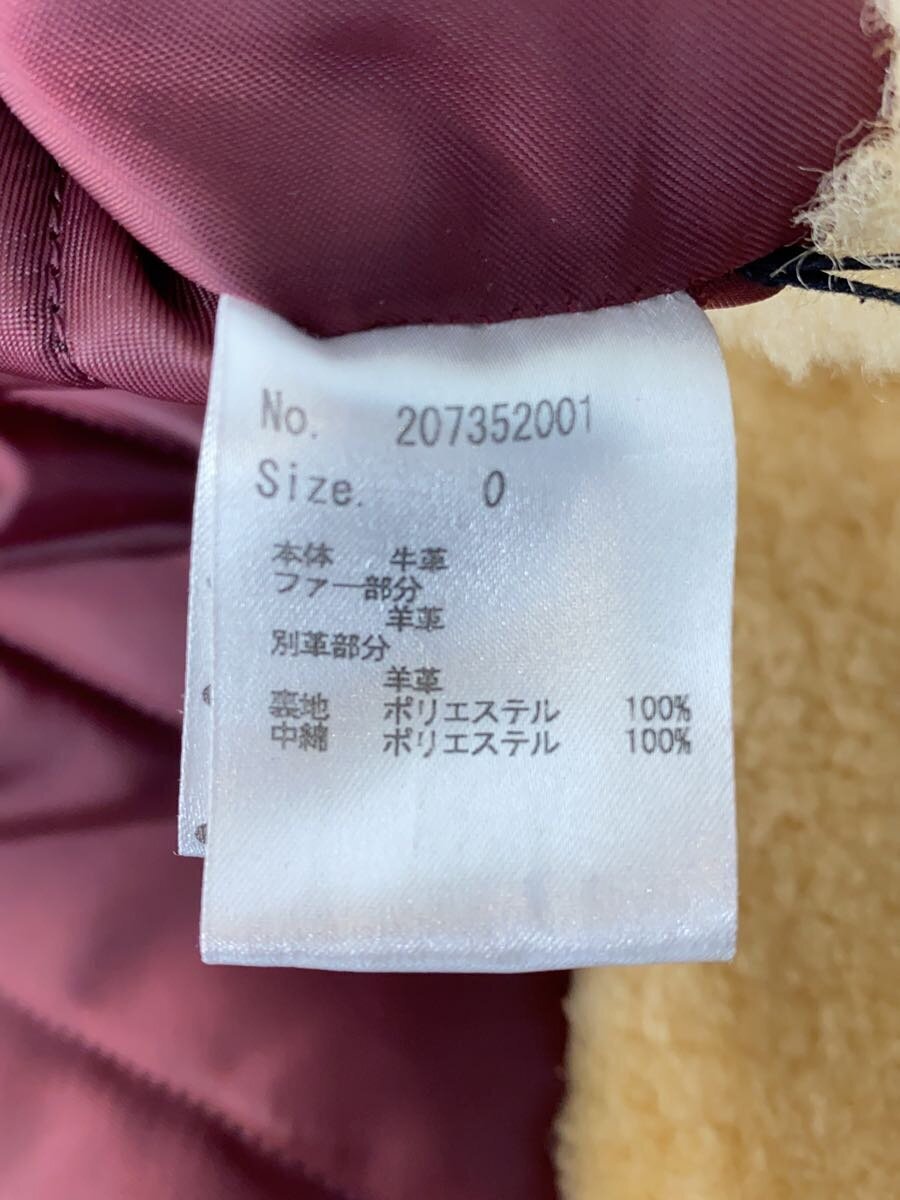 No. 207352001
Size. 0
本体 牛革
ファー部分
羊革
別革部分
羊革
裏地 ポリエステル 100%
中綿 ポリエステル 100%